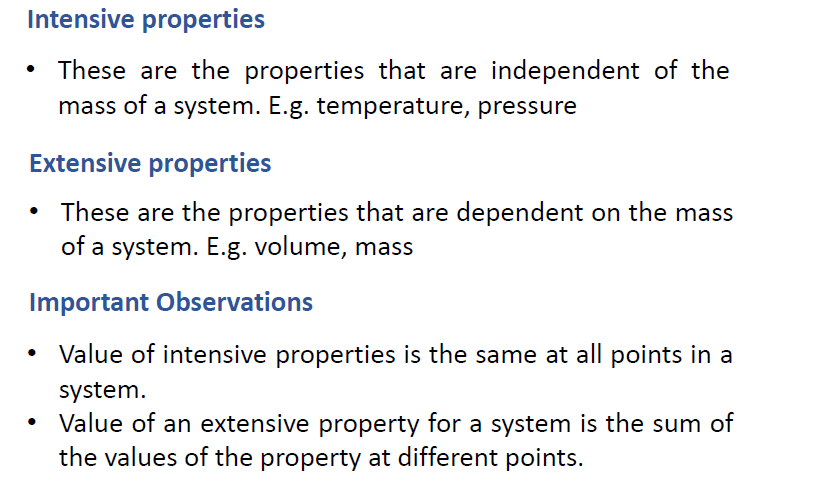 Intensive properties
• These are the properties that are independent of the
mass of a system. E.g. temperature, pressure
Extensive properties
• These are the properties that are dependent on the mass
of a system. E.g. volume, mass
Important Observations
• Value of intensive properties is the same at all points in a
system.
• Value of an extensive property for a system is the sum of
the values of the property at different points.